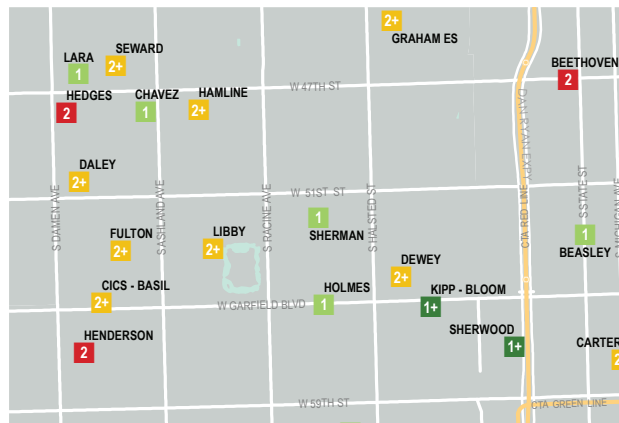 SEWARD
2+
LARA
1
2+
GRAHAM ES
BEETHOVEN
2
W 47TH ST
HEDGES
2
CHAVEZ
1
HAMLINE
2+
DAN RYAN EXPY
DALEY
2+
S DAMEN AVE
S ASHLAND AVE
S RACINE AVE
W 51ST ST
S HALSTED ST
CTA RED LINE
S STATE ST
S MICHIGAN AVE
1
SHERMAN
FULTON
2+
LIBBY
2+
1
BEASLEY
DEWEY
2+
CICS - BASIL
2+
W GARFIELD BLVD
HOLMES
1
KIPP - BLOOM
1+
HENDERSON
2
SHERWOOD
1+
CARTER
2
W 59TH ST
CTA GREEN LINE